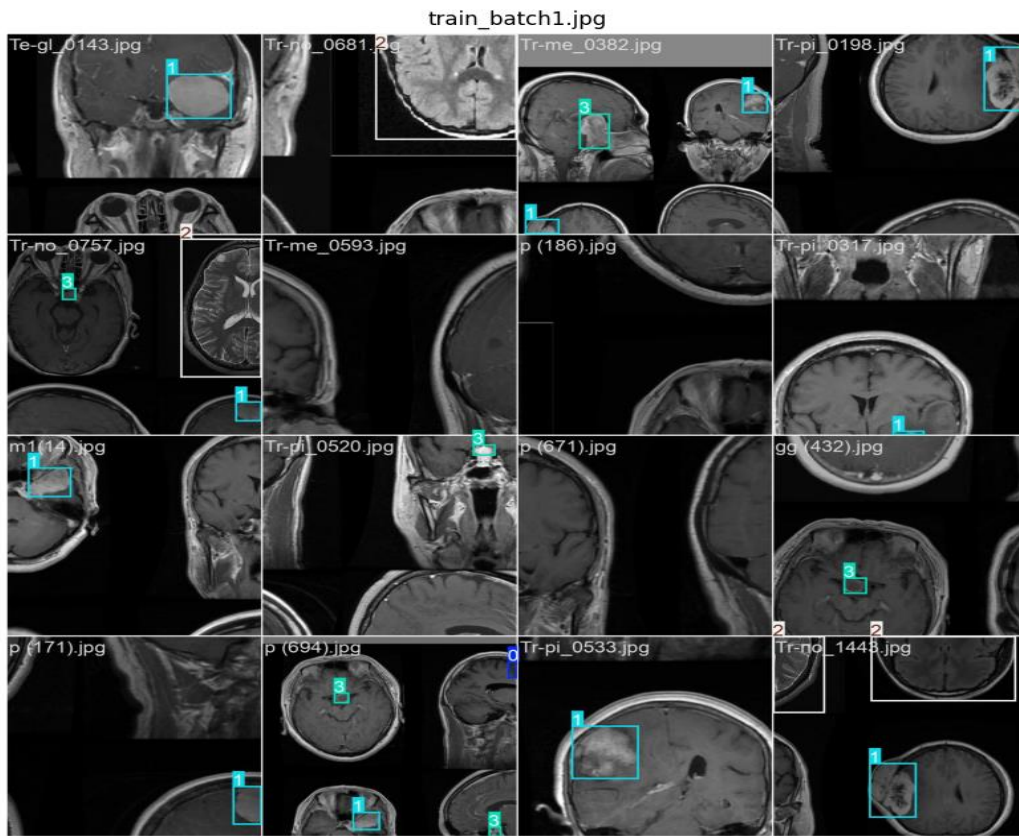 train_batch1.jpg
Te-gl_0143.jpg
1
Tr-no_0681.jpg
2
Tr-me_0382.jpg
3
1
1
Tr-pi_0198.jpg
1
2
Tr-no_0757.jpg
3
1
Tr-me_0593.jpg
p (186).jpg
Tr-pi_0317.jpg
1
m1(14).jpg
1
Tr-pi_0520.jpg
3
p (671).jpg
gg (432).jpg
3
p (171).jpg
1
p (694).jpg
3
0
1
3
Tr-pi_0533.jpg
1
2
2
Tr-no_1443.jpg
1